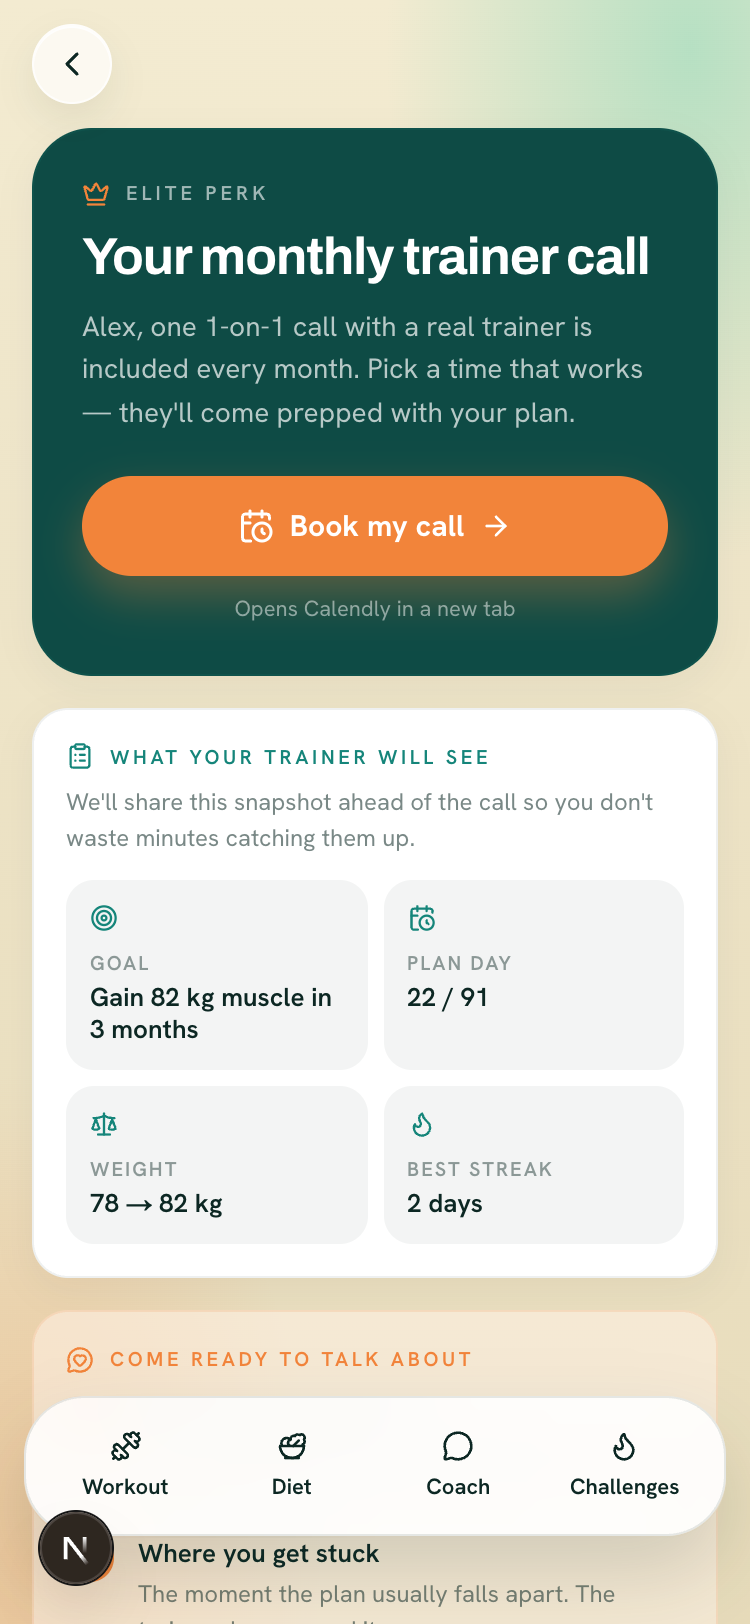 ELITE PERK
Your monthly trainer call
Alex, one 1-on-1 call with a real trainer is
included every month. Pick a time that works
— they'll come prepped with your plan.
Book my call →
Opens Calendly in a new tab
WHAT YOUR TRAINER WILL SEE
We'll share this snapshot ahead of the call so you don't
waste minutes catching them up.
GOAL
Gain 82 kg muscle in
3 months
PLAN DAY
22 / 91
WEIGHT
78 → 82 kg
BEST STREAK
2 days
COME READY TO TALK ABOUT
Workout
Diet
Coach
Challenges
N
Where you get stuck
The moment the plan usually falls apart. The